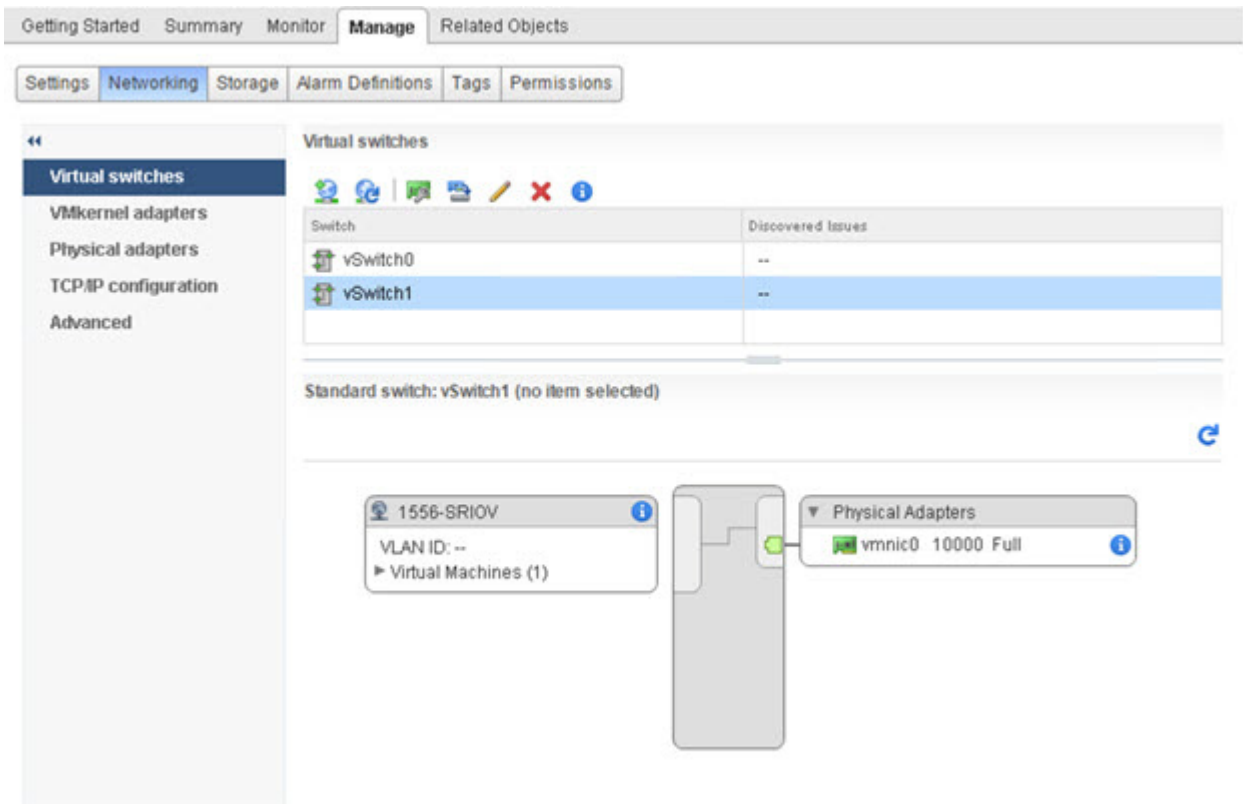 Getting Started Summary Monitor Manage Related Objects
Settings Networking Storage Alarm Definitions Tags Permissions
Virtual switches
VMkernel adapters
Physical adapters
TCP/IP configuration
Advanced
Virtual switches
Switch Discovered Issues
vSwitch0 --
vSwitch1 --
Standard switch: vSwitch1 (no item selected)
1556-SRIOV
VLAN ID: --
Virtual Machines (1)
Physical Adapters
vmnic0 10000 Full